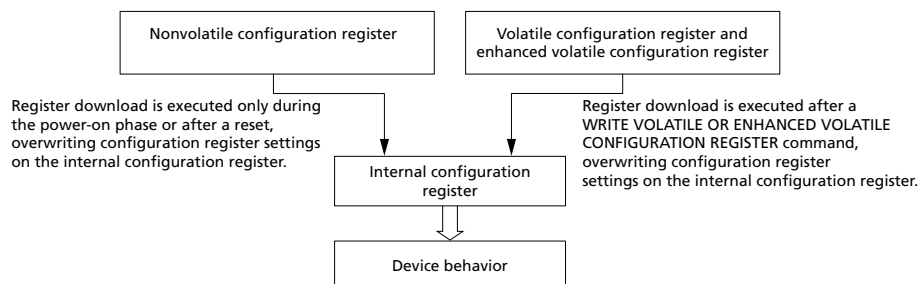 Nonvolatile configuration register
Volatile configuration register and
enhanced volatile configuration register
Register download is executed only during
the power-on phase or after a reset,
overwriting configuration register settings
on the internal configuration register.
Register download is executed after a
WRITE VOLATILE OR ENHANCED VOLATILE
CONFIGURATION REGISTER command,
overwriting configuration register
settings on the internal configuration register.
Internal configuration
register
Device behavior